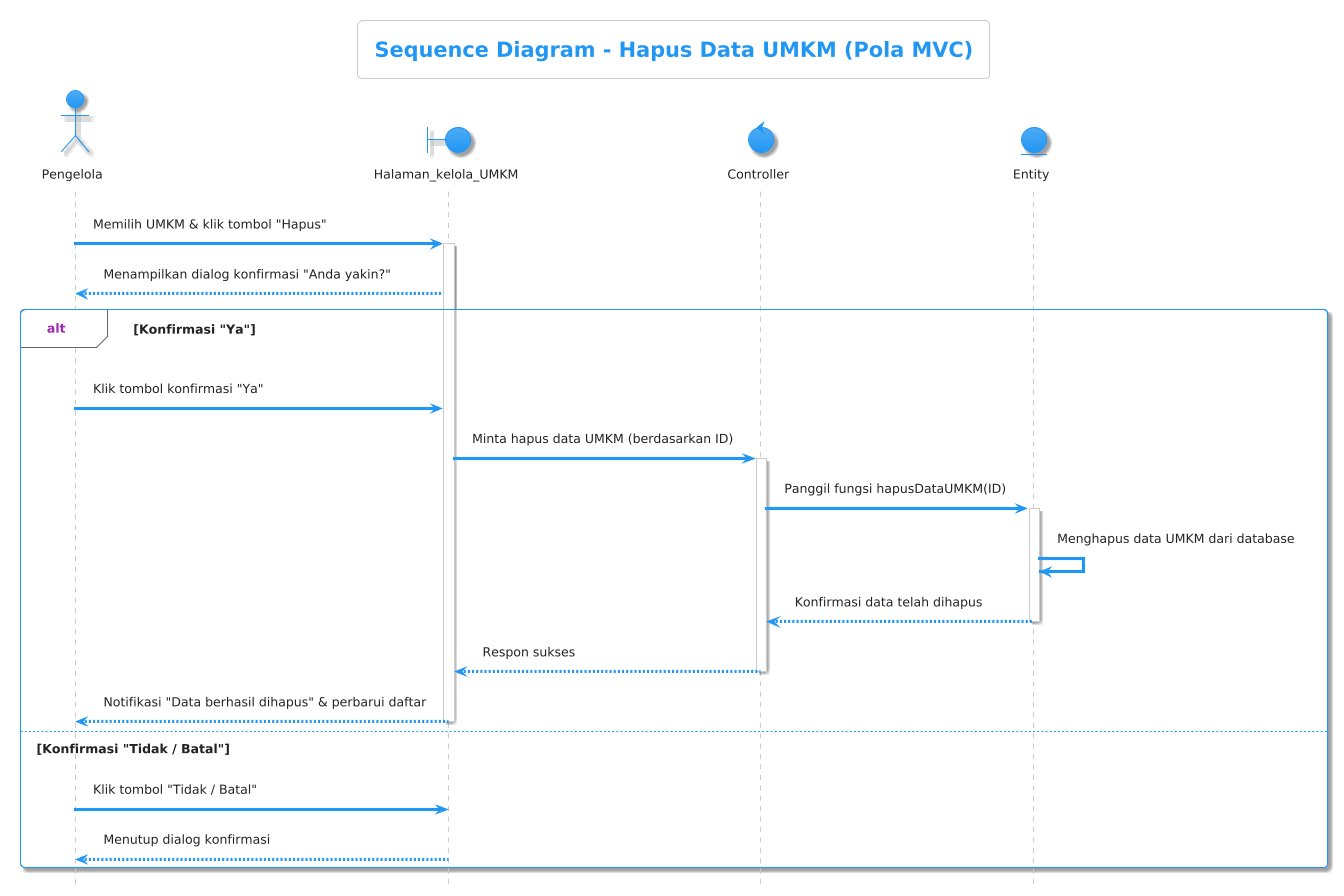 Sequence Diagram - Hapus Data UMKM (Pola MVC)
Pengelola
Halaman_kelola_UMKM
Controller
Entity
Memilih UMKM & klik tombol "Hapus"
Menampilkan dialog konfirmasi "Anda yakin?"
alt
[Konfirmasi "Ya"]
Klik tombol konfirmasi "Ya"
Minta hapus data UMKM (berdasarkan ID)
Panggil fungsi hapusDataUMKM(ID)
Menghapus data UMKM dari database
Konfirmasi data telah dihapus
Respon sukses
Notifikasi "Data berhasil dihapus" & perbarui daftar
[Konfirmasi "Tidak / Batal"]
Klik tombol "Tidak / Batal"
Menutup dialog konfirmasi